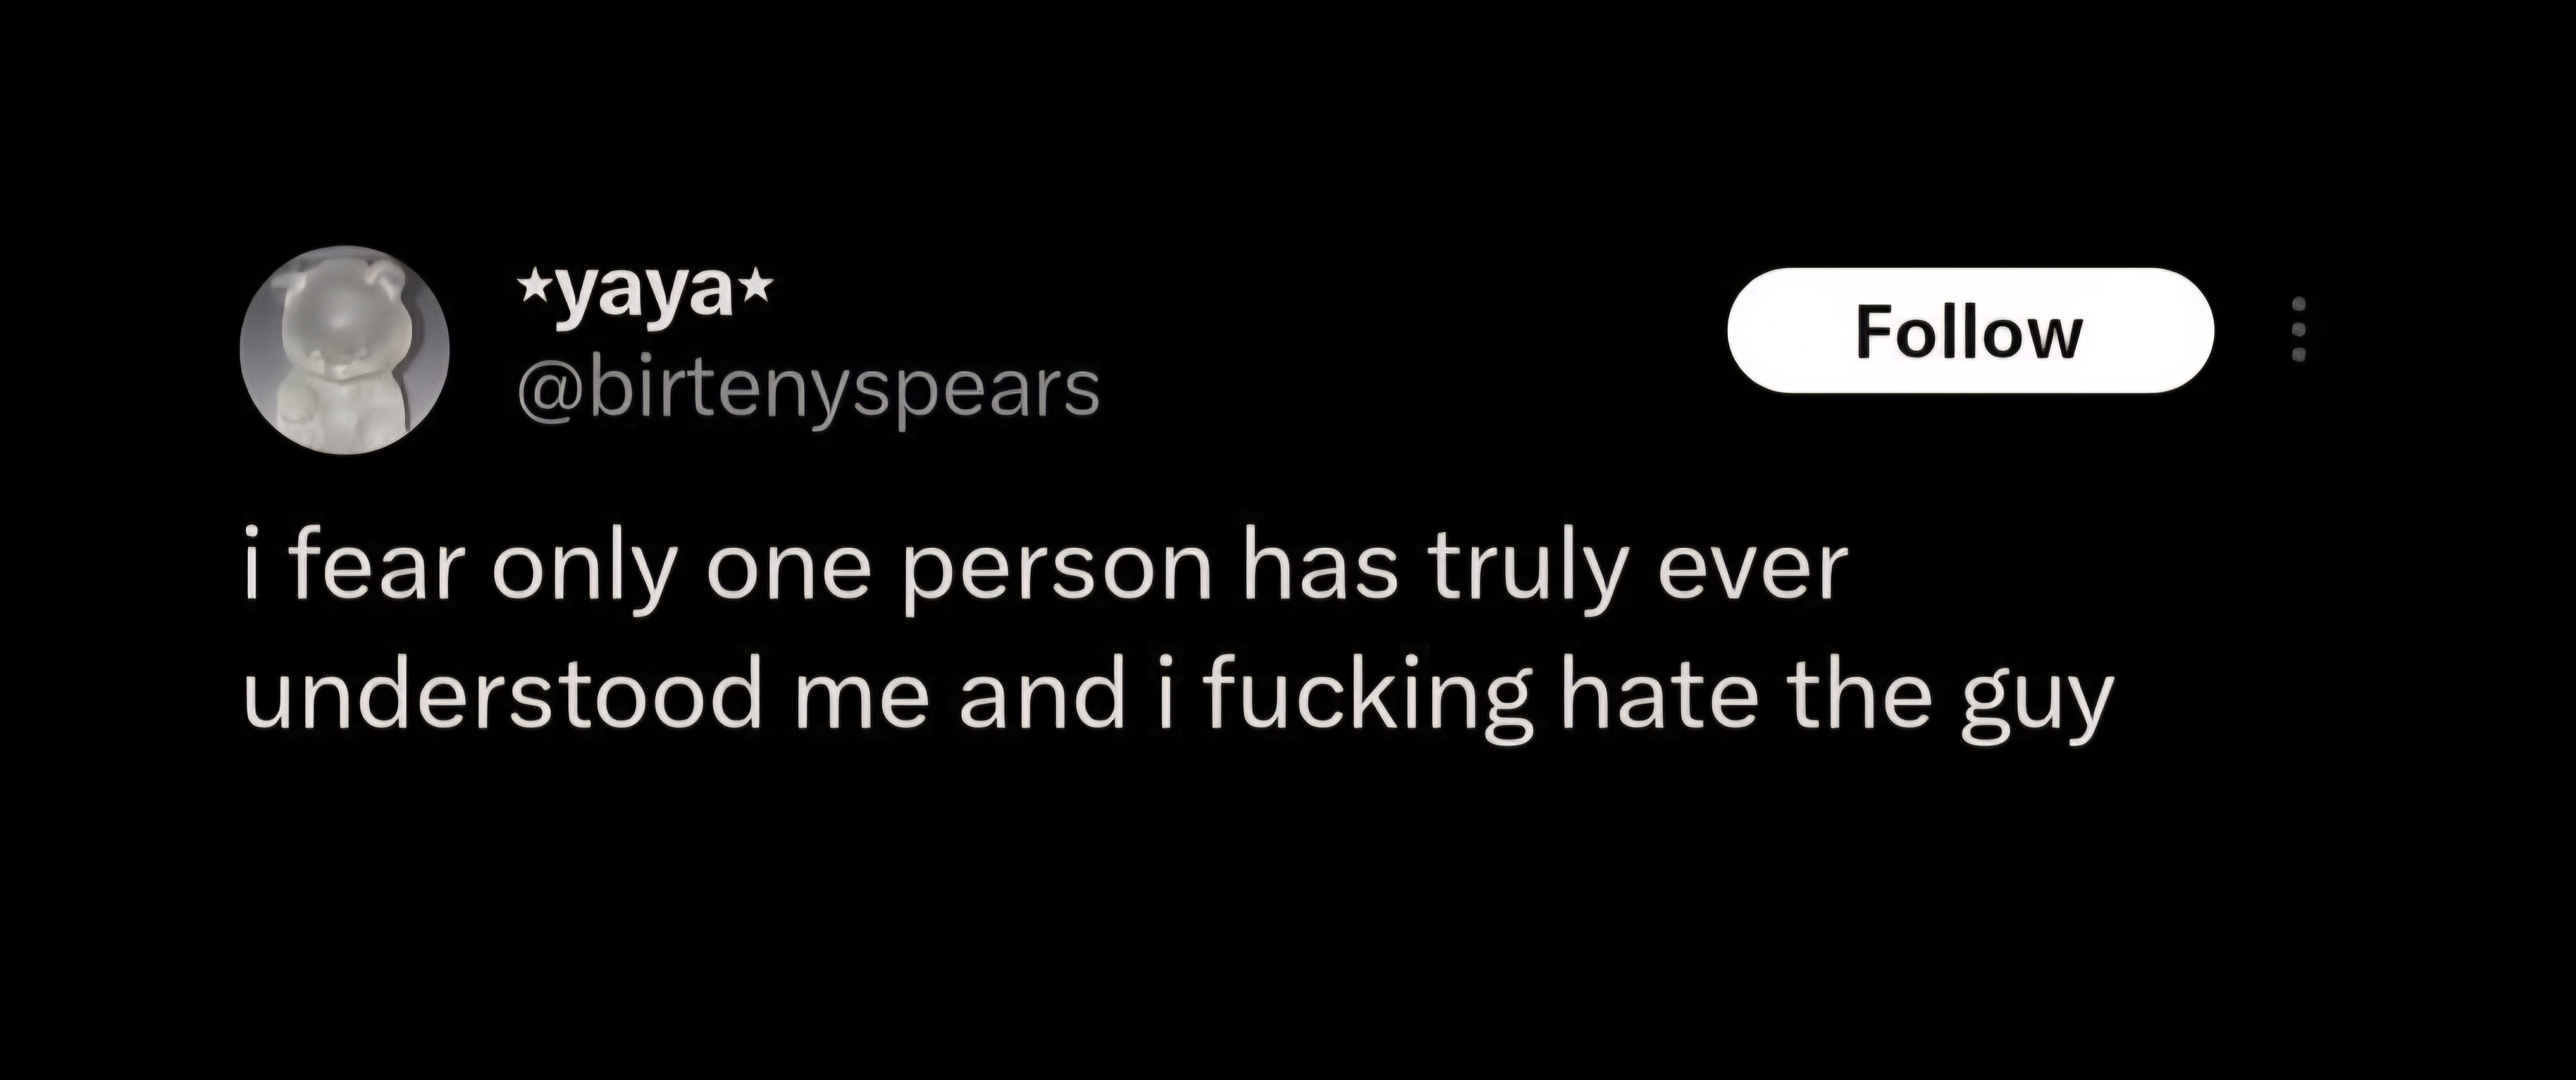 ⋆yaya⋆
Follow
@birtenyspears
i fear only one person has truly ever
understood me and i fucking hate the guy